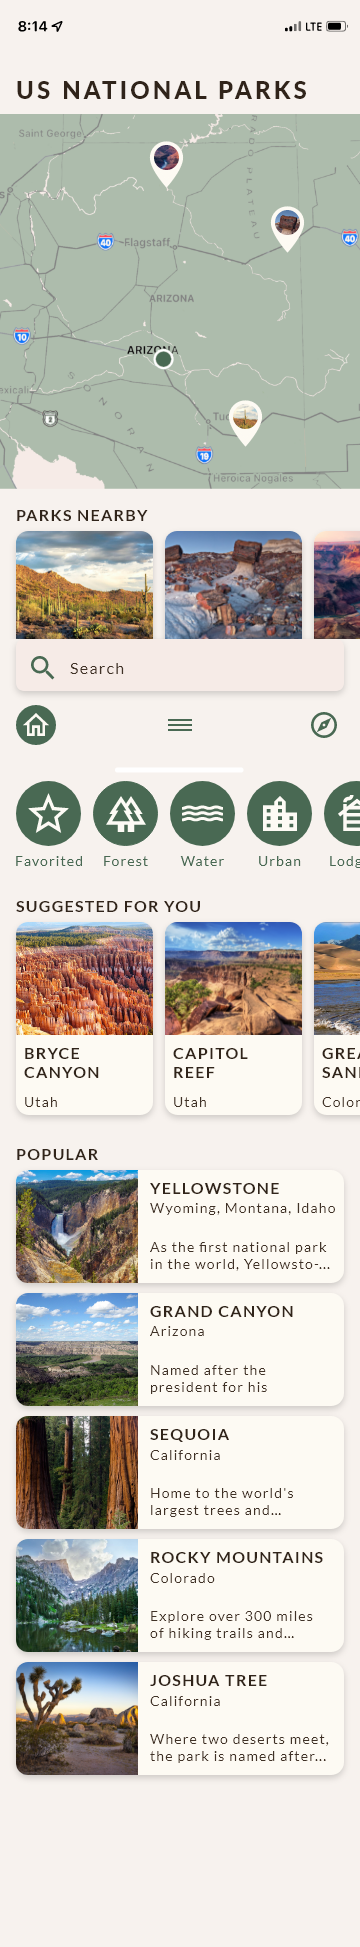 8:14
LTE
US NATIONAL PARKS
Saint George
40
Flagstaff
40
ARIZONA
10
ARIZONA
exicali
SONORAN
8
Tuc
19
Heroica Nogales
PARKS NEARBY
Search
Favorited
Forest
Water
Urban
Lodg
SUGGESTED FOR YOU
BRYCE
CANYON
Utah
CAPITOL
REEF
Utah
GREA
SANI
Color
POPULAR
YELLOWSTONE
Wyoming, Montana, Idaho
As the first national park
in the world, Yellowsto-...
GRAND CANYON
Arizona
Named after the
president for his
SEQUOIA
California
Home to the world's
largest trees and...
ROCKY MOUNTAINS
Colorado
Explore over 300 miles
of hiking trails and...
JOSHUA TREE
California
Where two deserts meet,
the park is named after...